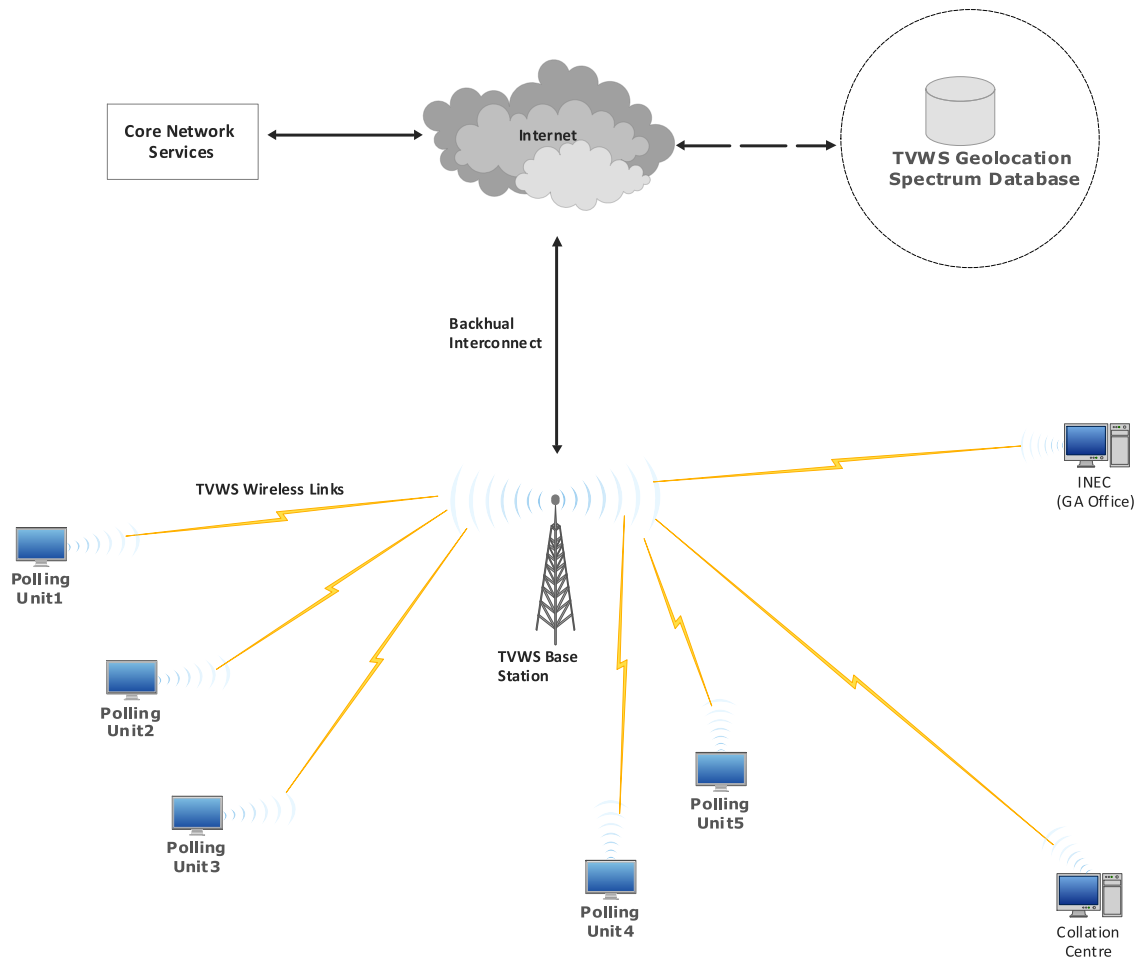 Core Network
Services
Internet
TVWS Geolocation
Spectrum Database
Backhual
Interconnect
TVWS Wireless Links
INEC
(GA Office)
Polling
Unit1
TVWS Base
Station
Polling
Unit2
Polling
Unit5
Polling
Unit3
Polling
Unit4
Collation
Centre